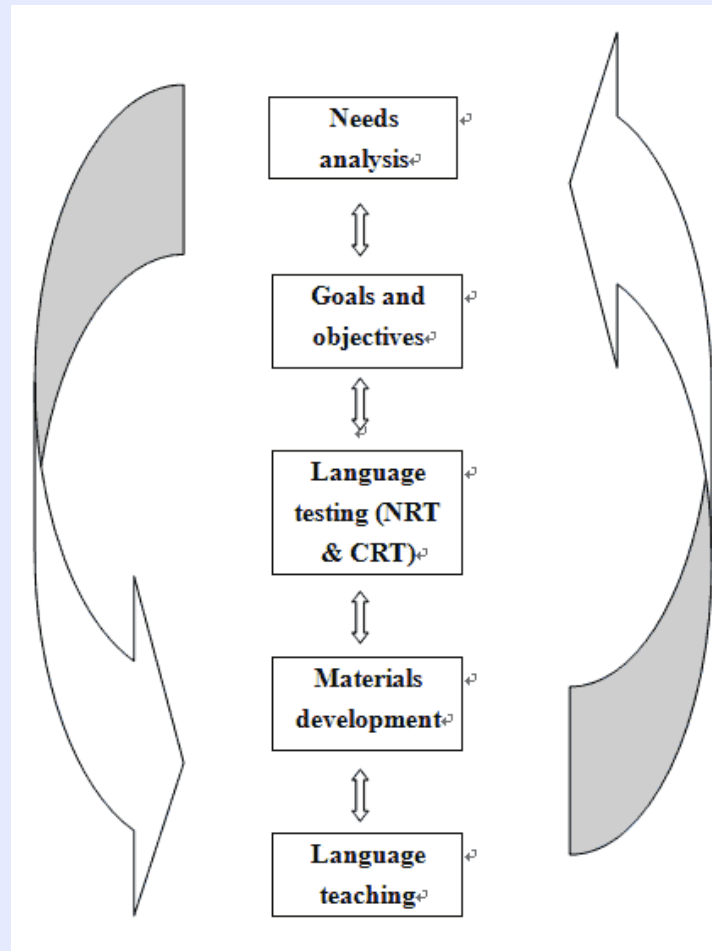 Needs
analysis
Goals and
objectives
Language
testing (NRT
& CRT)
Materials
development
Language
teaching